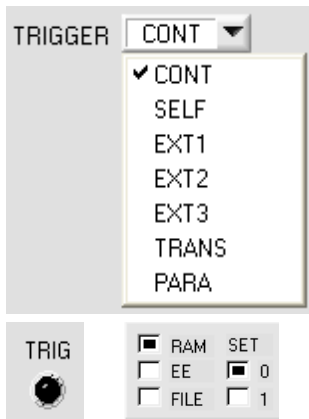 TRIGGER CONT
CONT
SELF
EXT1
EXT2
EXT3
TRANS
PARA
TRIG
RAM SET
EE 0
FILE 1